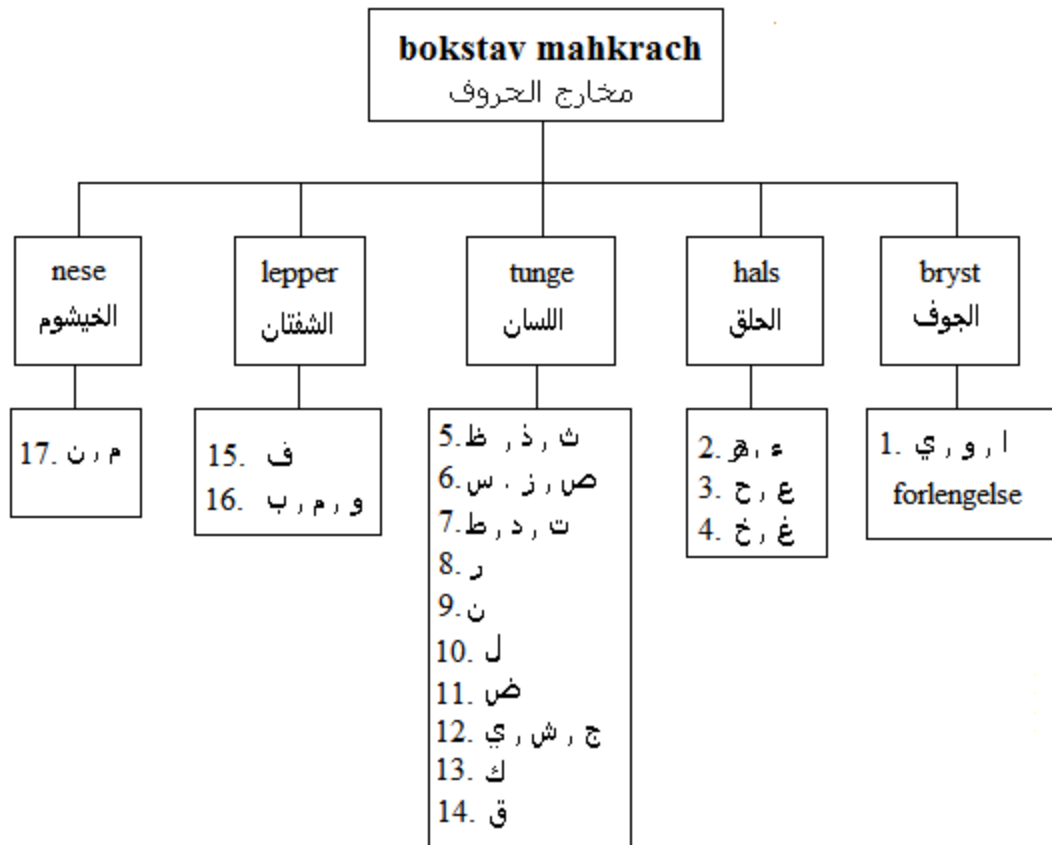 bokstav mahkrach
مخارج الحروف
nese
الخيشوم
lepper
الشفتان
tunge
اللسان
hals
الحلق
bryst
الجوف
17. م , ن
15. ف
16. و , م , ب
5. ث , ذ , ظ
6. ص , ز . س
7. ت , د , ط
8. ر
9. ن
10. ل
11. ض
12. ج , ش , ي
13. ك
14. ق
2. ء , ه
3. ع , ح
4. غ , خ
1. ا , و , ي
forlengelse